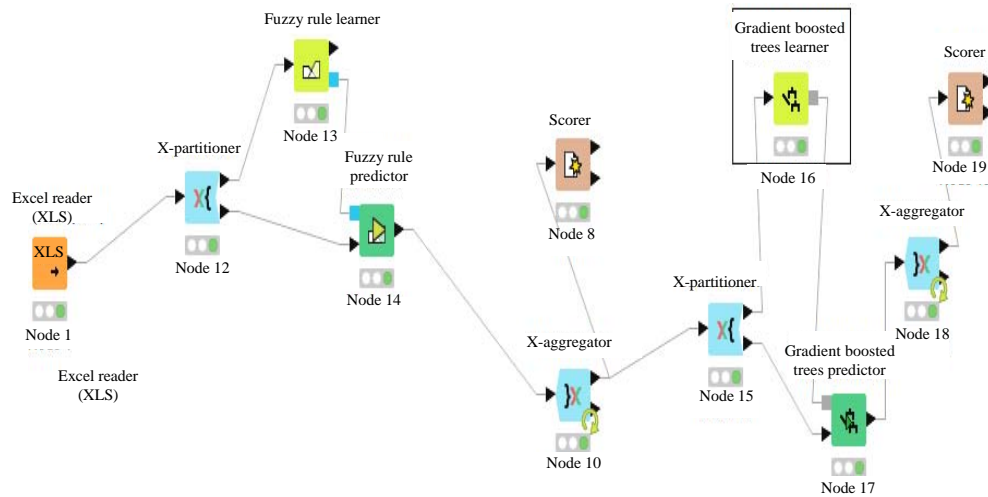 Fuzzy rule learner
Node 13
X-partitioner
Node 12
Excel reader
(XLS)
XLS
Node 1
Excel reader
(XLS)
Fuzzy rule
predictor
Node 14
Scorer
Node 8
X-aggregator
Node 10
X-partitioner
Node 15
Gradient boosted
trees learner
Node 16
Gradient boosted
trees predictor
Node 17
X-aggregator
Node 18
Scorer
Node 19